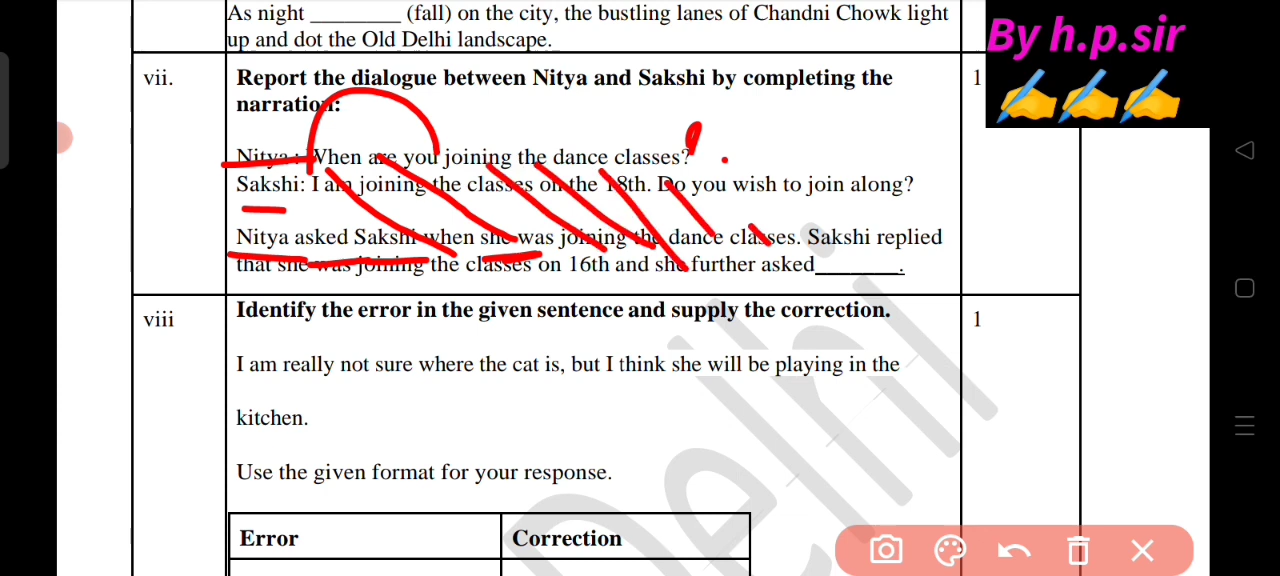 As night ________ (fall) on the city, the bustling lanes of Chandni Chowk light
up and dot the Old Delhi landscape.
By h.p.sir
✍✍✍
vii.
Report the dialogue between Nitya and Sakshi by completing the
narration:
1
Nitya : When are you joining the dance classes?
Sakshi: I am joining the classes on the 18th. Do you wish to join along?
Nitya asked Sakshi when she was joining the dance classes. Sakshi replied
that she was joining the classes on 16th and she further asked________.
viii
Identify the error in the given sentence and supply the correction.
1
I am really not sure where the cat is, but I think she will be playing in the
kitchen.
Use the given format for your response.
Error
Correction
Delhi